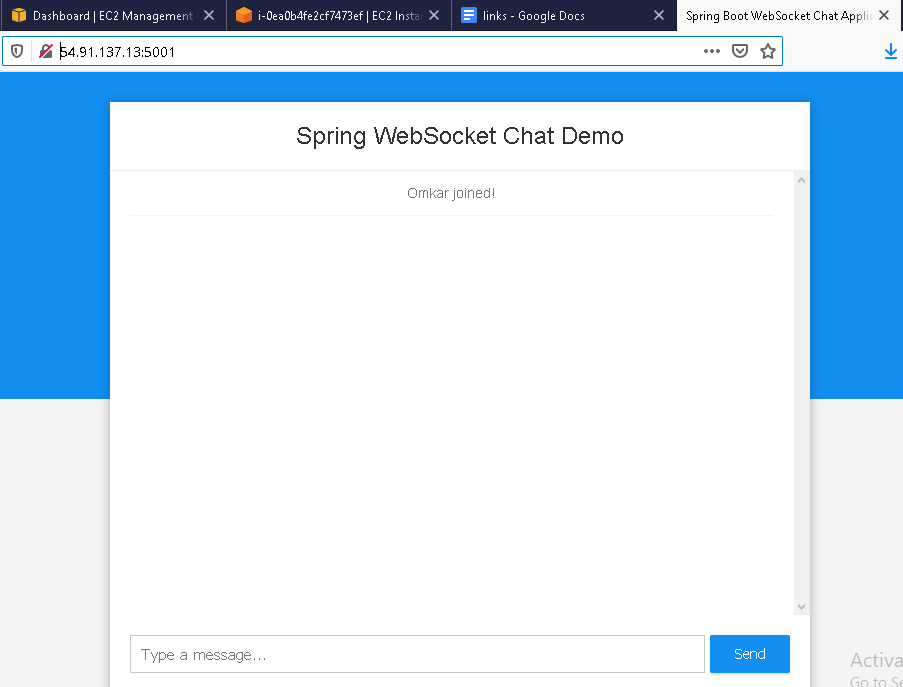 Dashboard | EC2 Management
i-0ea0b4fe2cf7473ef | EC2 Insta
links - Google Docs
Spring Boot WebSocket Chat Applic
54.91.137.13:5001
Spring WebSocket Chat Demo
Omkar joined!
Type a message...
Send
Activa
Go to Se